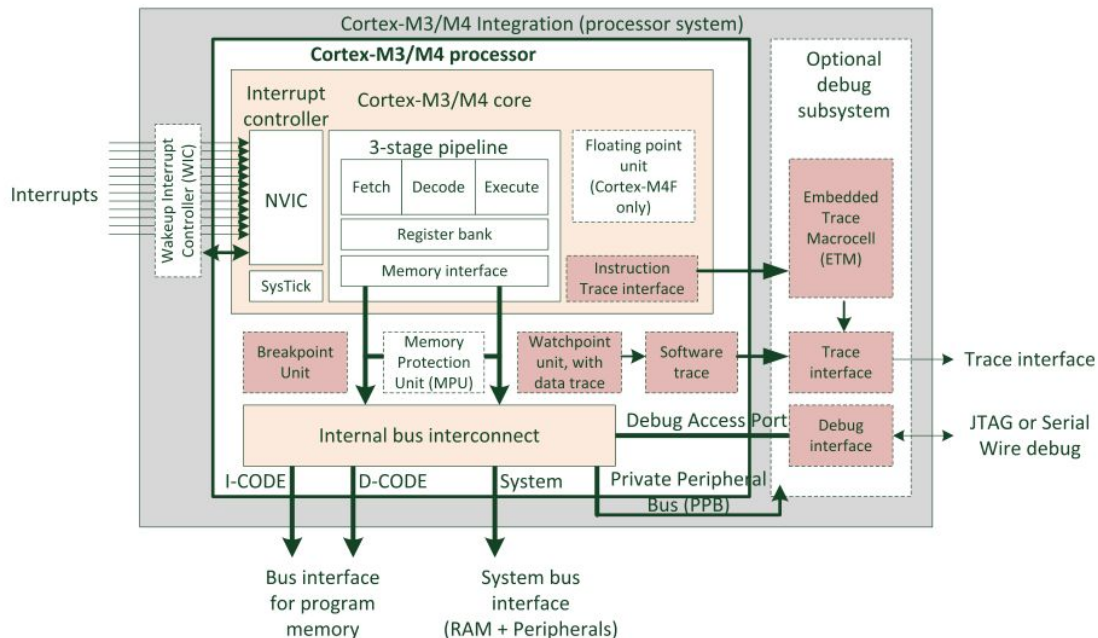 Cortex-M3/M4 Integration (processor system)
Cortex-M3/M4 processor
Optional
debug
subsystem
Interrupt
controller
Cortex-M3/M4 core
Interrupts
Wakeup Interrupt
Controller (WIC)
NVIC
SysTick
3-stage pipeline
Fetch
Decode
Execute
Register bank
Memory interface
Floating point
unit
(Cortex-M4F
only)
Instruction
Trace interface
Embedded
Trace
Macrocell
(ETM)
Breakpoint
Unit
Memory
Protection
Unit (MPU)
Watchpoint
unit, with
data trace
Software
trace
Trace
interface
Trace interface
Internal bus interconnect
Debug Access Port
Debug
interface
JTAG or Serial
Wire debug
I-CODE
D-CODE
System
Private Peripheral
Bus (PPB)
Bus interface
for program
memory
System bus
interface
(RAM + Peripherals)